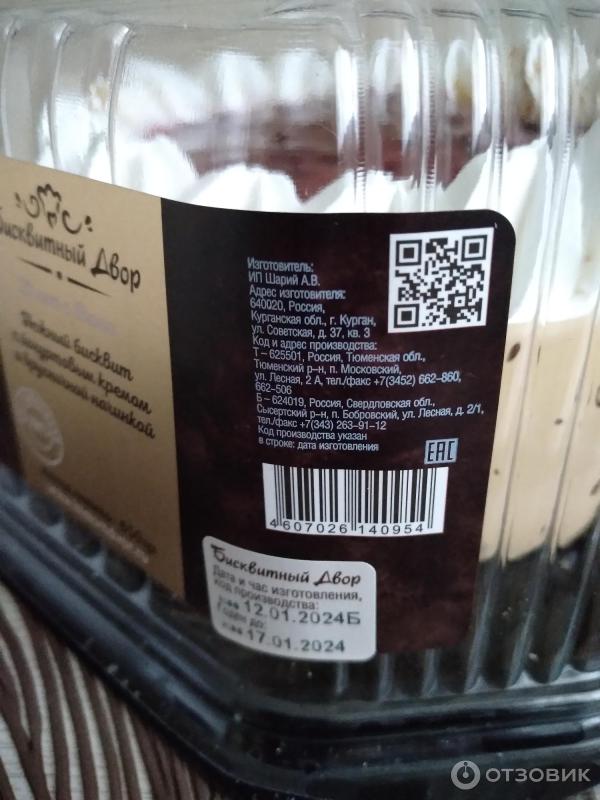 Бисквитный Двор
Нежный бисквит
с йогуртовым кремом
и брусничной начинкой
Изготовитель:
ИП Шарий А.В.
Адрес изготовителя:
640020, Россия,
Курганская обл., г. Курган,
ул. Советская, д. 37, кв. 3
Код и адрес производства:
Т – 625501, Россия, Тюменская обл.,
Тюменский р-н, п. Московский,
ул. Лесная, 2 А, тел./факс +7(3452) 662-860,
662-506
Б – 624019, Россия, Свердловская обл.,
Сысертский р-н, п. Бобровский, ул. Лесная, д. 2/1,
тел./факс +7(343) 263-91-12
Код производства указан
в строке: дата изготовления
EAC
4 607026 140954
Бисквитный Двор
Дата и час изготовления,
код производства:
12.01.2024Б
Годен до:
17.01.2024
ОТЗОВИК